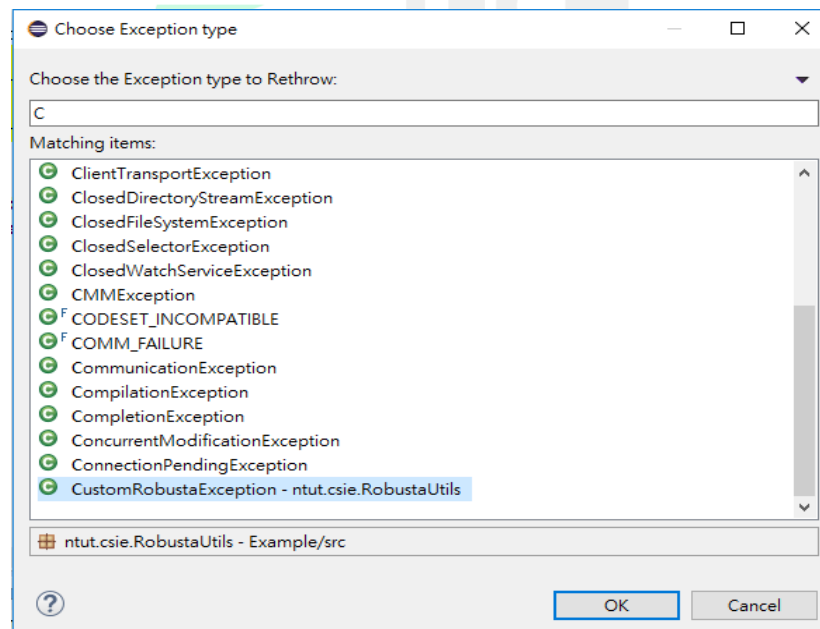 Choose Exception type
Choose the Exception type to Rethrow:
C
Matching items:
C ClientTransportException
C ClosedDirectoryStreamException
C ClosedFileSystemException
C ClosedSelectorException
C ClosedWatchServiceException
C CMMException
C F CODESET_INCOMPATIBLE
C F COMM_FAILURE
C CommunicationException
C CompilationException
C CompletionException
C ConcurrentModificationException
C ConnectionPendingException
C CustomRobustaException - ntut.csie.RobustaUtils
ntut.csie.RobustaUtils - Example/src
? OK Cancel